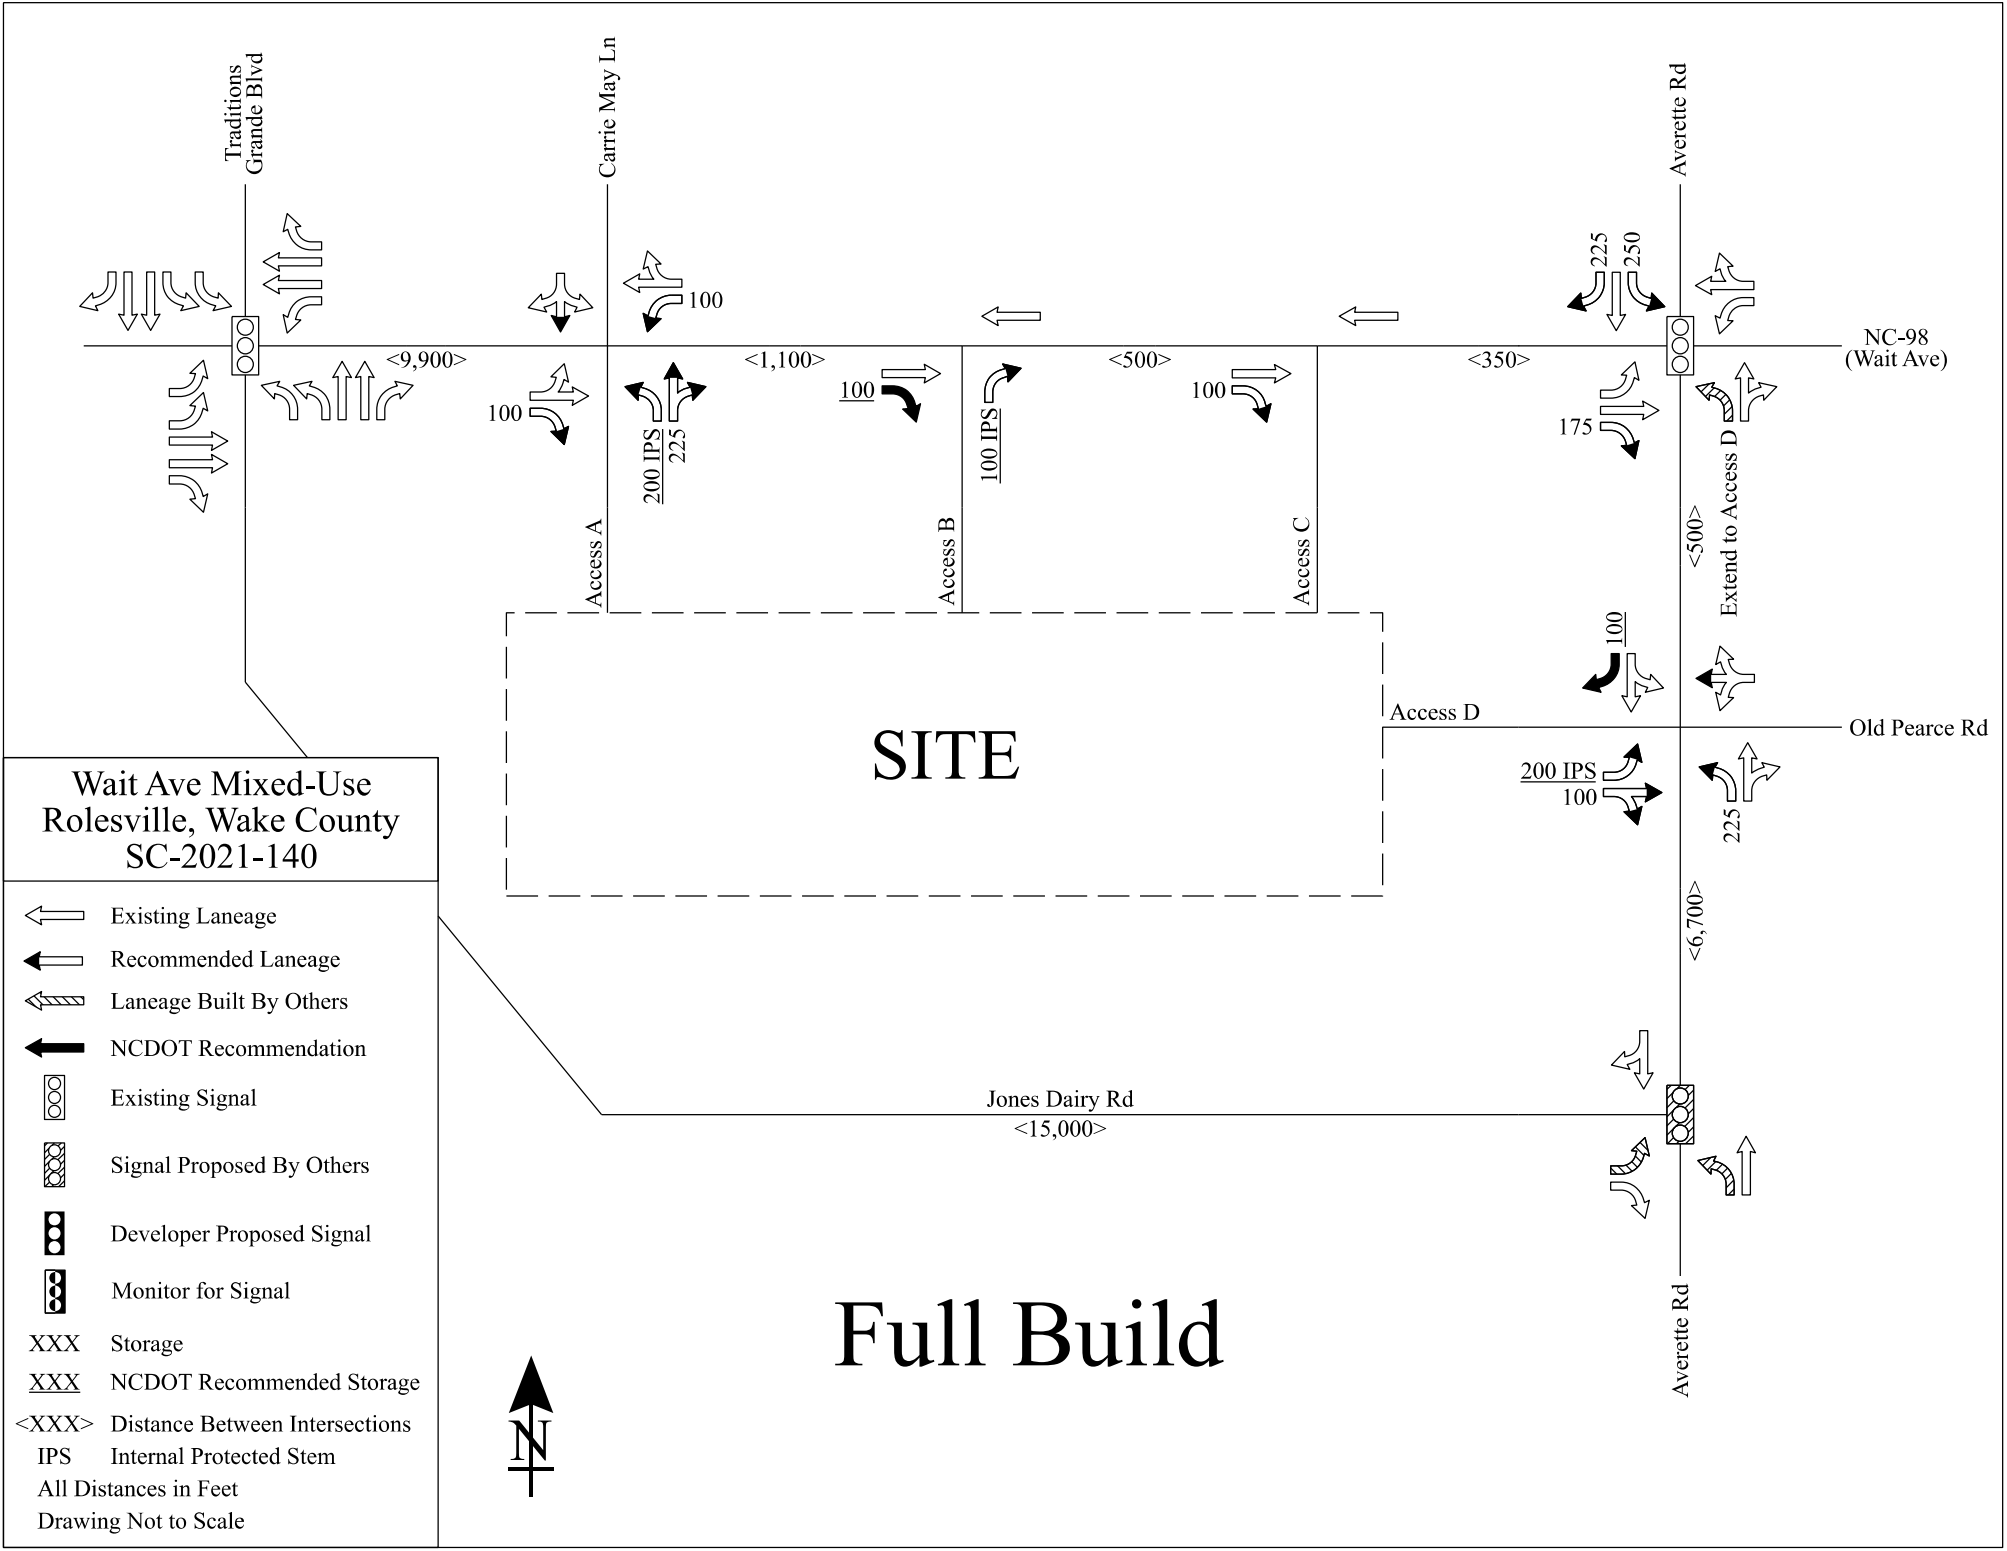 Traditions
Grande Blvd
Carrie May Ln
Averette Rd
225
250
100
NC-98
(Wait Ave)
<9,900>
<1,100>
<500>
<350>
100
200 IPS
225
100
100 IPS
100
175
Extend to Access D
<500>
Access A
Access B
Access C
100
SITE
Access D
Old Pearce Rd
200 IPS
100
225
<6,700>
Wait Ave Mixed-Use
Rolesville, Wake County
SC-2021-140
Existing Laneage
Recommended Laneage
Laneage Built By Others
NCDOT Recommendation
Existing Signal
Signal Proposed By Others
Developer Proposed Signal
Monitor for Signal
XXX Storage
XXX NCDOT Recommended Storage
<XXX> Distance Between Intersections
IPS Internal Protected Stem
All Distances in Feet
Drawing Not to Scale
Jones Dairy Rd
<15,000>
Averette Rd
Full Build
N